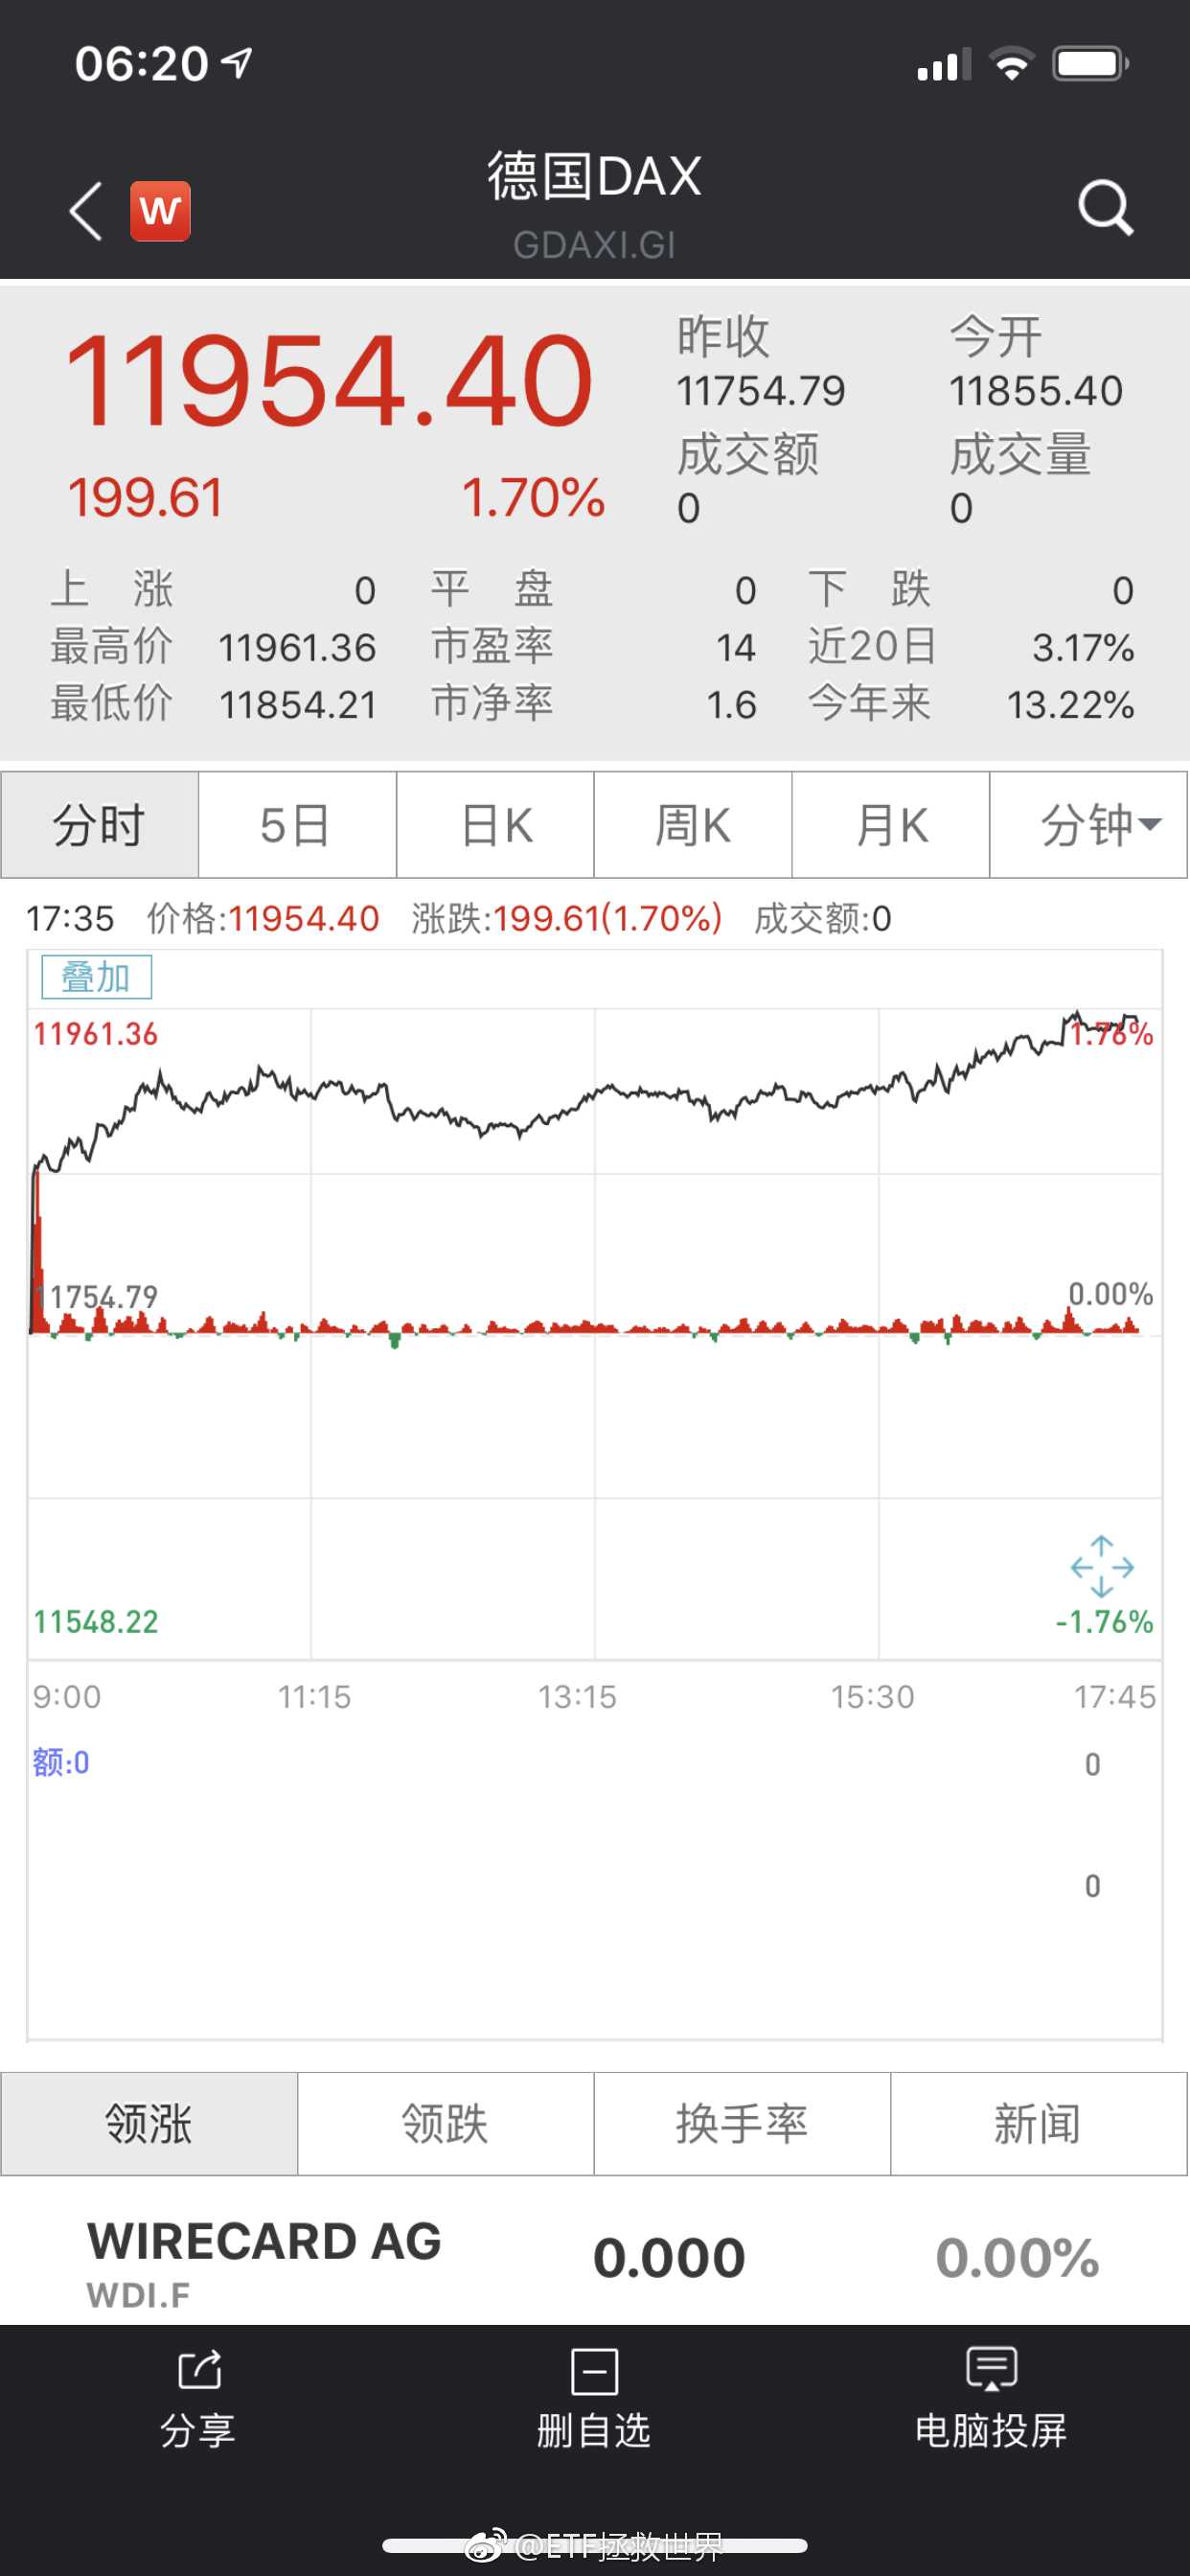 06:20
W
德国DAX
GDAXI.GI
11954.40
199.61 1.70%
昨收 今开
11754.79 11855.40
成交额 成交量
0 0
上 涨 0 平 盘 0 下 跌 0
最高价 11961.36 市盈率 14 近20日 3.17%
最低价 11854.21 市净率 1.6 今年来 13.22%
分时 5日 日K 周K 月K 分钟
17:35 价格:11954.40 涨跌:199.61(1.70%) 成交额:0
叠加
11961.36 1.76%
11754.79 0.00%
11548.22 -1.76%
9:00 11:15 13:15 15:30 17:45
额:0 0
0
领涨 领跌 换手率 新闻
WIRECARD AG 0.000 0.00%
WDI.F
分享 删自选 电脑投屏
@ETF拯救世界